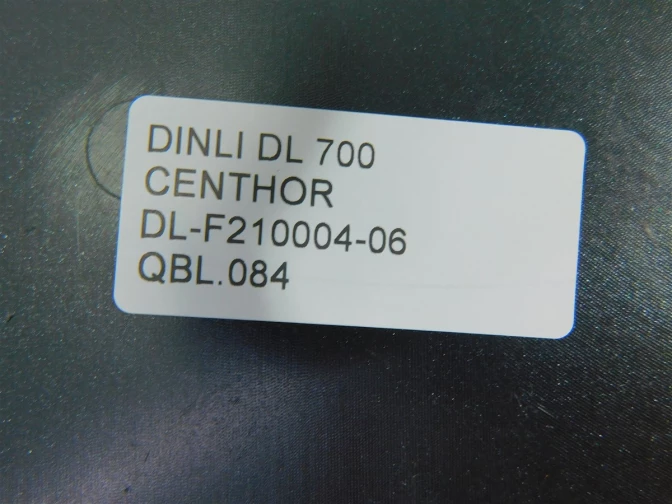 DINLI DL 700
CENTHOR
DL-F210004-06
QBL.084